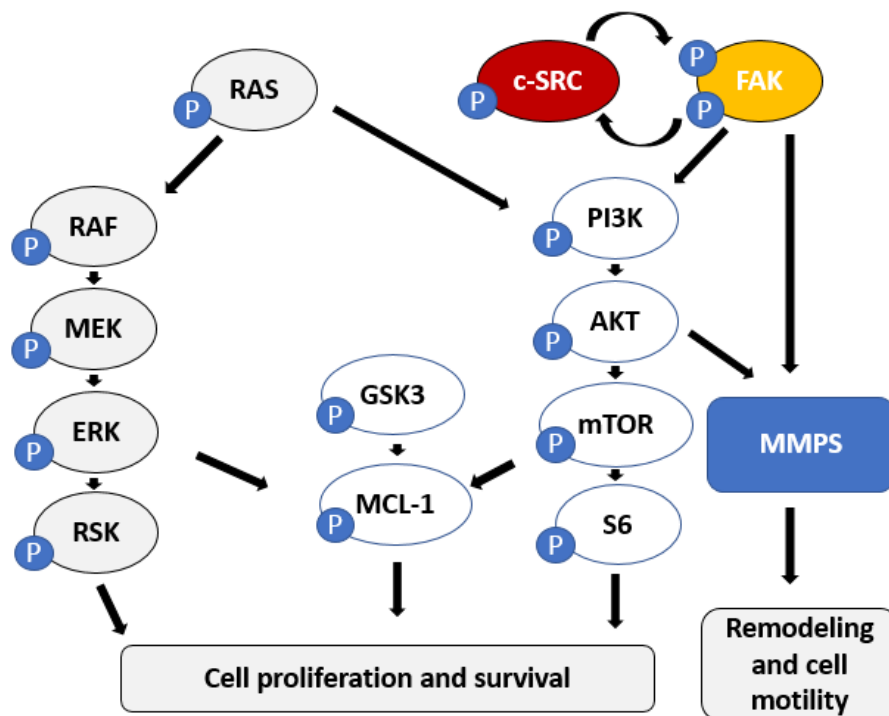 RAS
P
c-SRC
P
FAK
P
P
RAF
P
PI3K
P
MEK
P
AKT
P
GSK3
P
ERK
P
mTOR
P
MMPS
MCL-1
P
RSK
P
S6
P
Cell proliferation and survival
Remodeling
and cell
motility